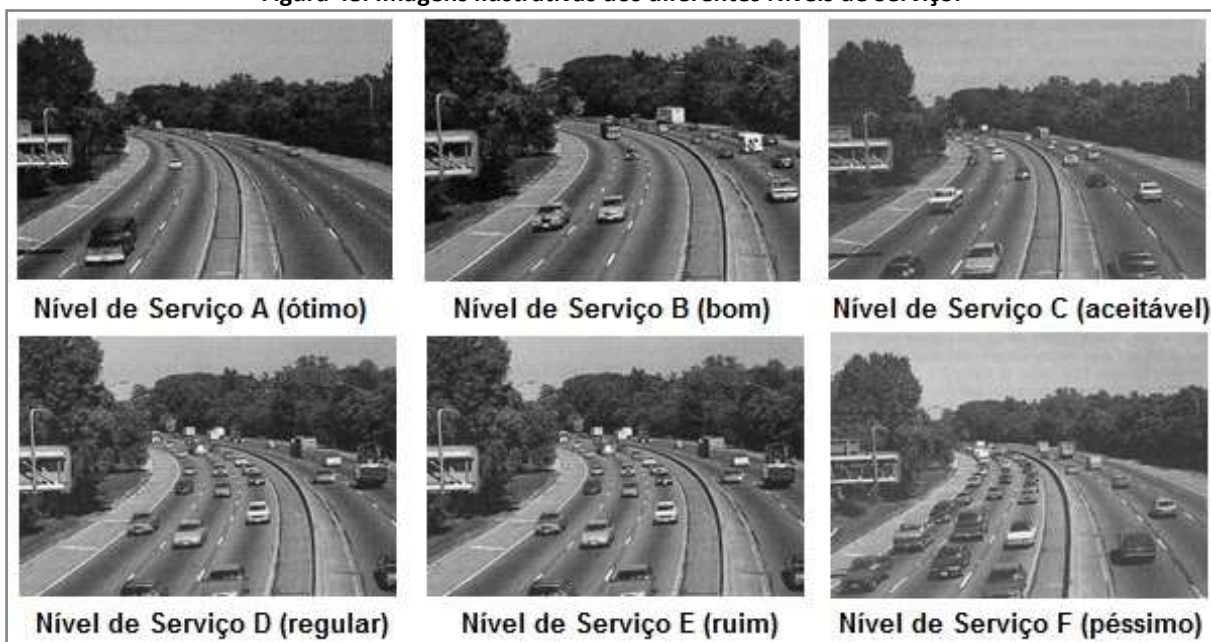 Nível de Serviço A (ótimo)
Nível de Serviço B (bom)
Nível de Serviço C (aceitável)
Nível de Serviço D (regular)
Nível de Serviço E (ruim)
Nível de Serviço F (péssimo)